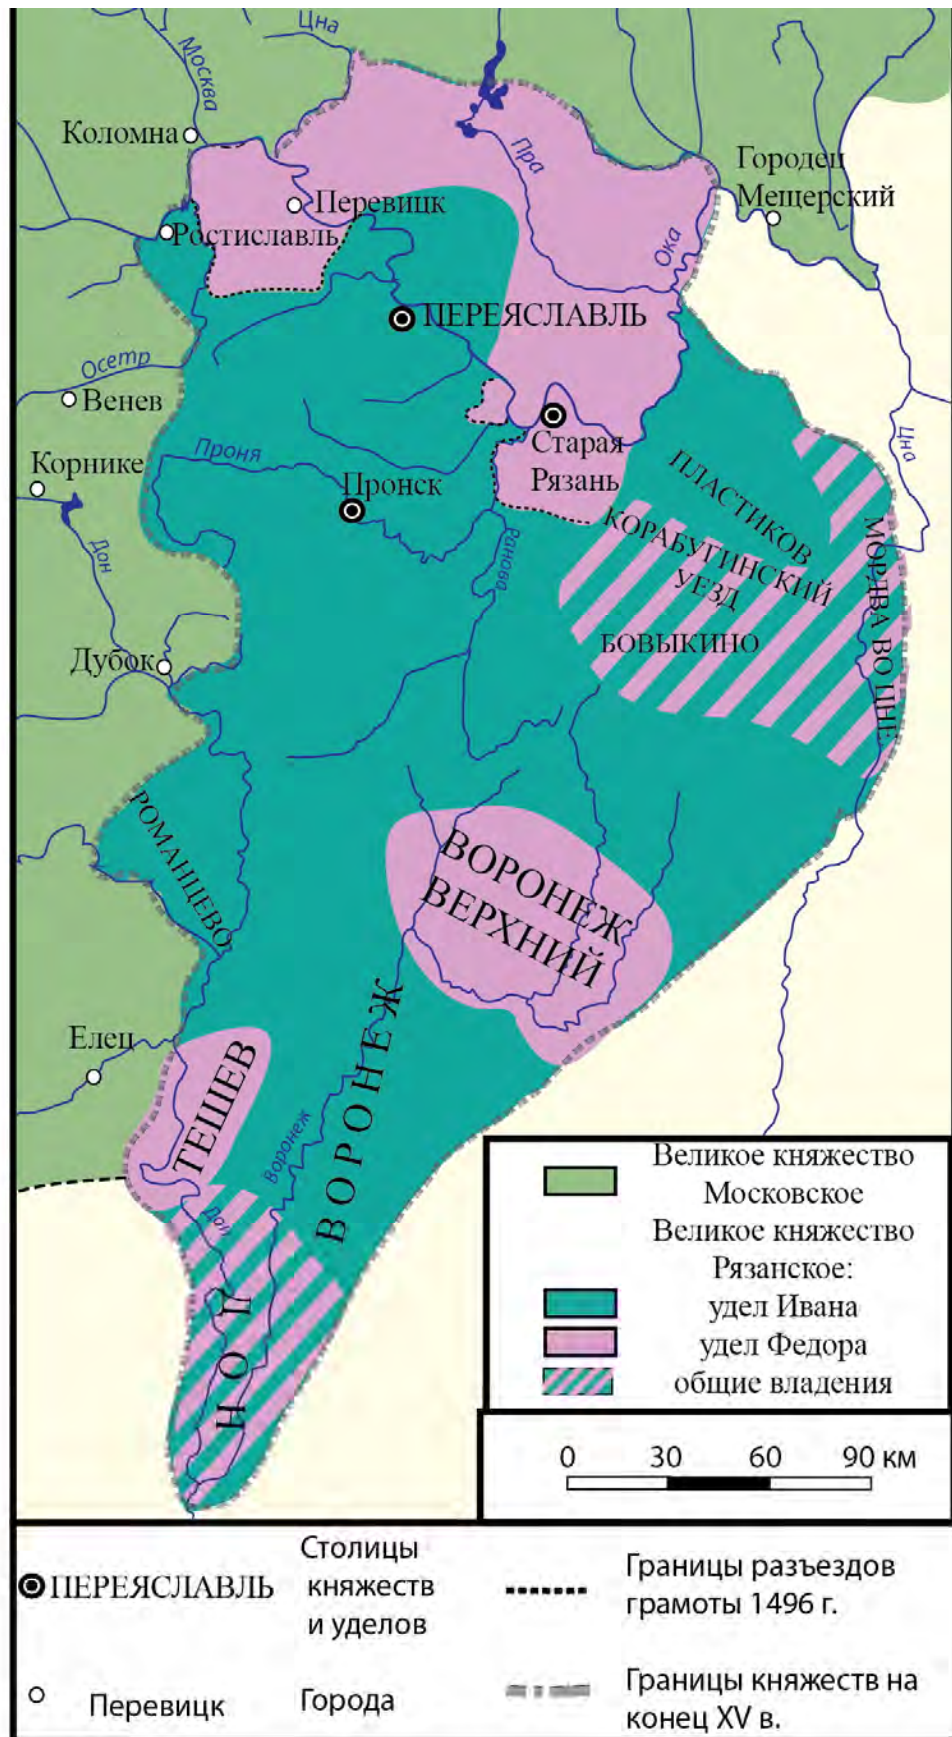 Цна
Москва
Коломна
Пра
Городец
Мещерский
Перевицк
Ростиславль
Ока
ПЕРЕЯСЛАВЛЬ
Осетр
Венев
Цна
Старая
Рязань
Проня
Корнике
Пронск
ПЛАСТИКОВ
КОРАБУГИНСКИЙ
УЕЗД
МОРДВА ВО ЦНЕ
Дон
Ранова
БОВЫКИНО
Дубок
РОМАНЦЕВО
ВОРОНЕЖ
ВЕРХНИЙ
Елец
ТЕШЕВ
ВОРОНЕЖ
Воронеж
Дон
ДОН
Великое княжество
Московское
Великое княжество
Рязанское:
удел Ивана
удел Федора
общие владения
0 30 60 90 км
ПЕРЕЯСЛАВЛЬ
Столицы
княжеств
и уделов
Границы разъездов
грамоты 1496 г.
Перевицк
Города
Границы княжеств на
конец XV в.